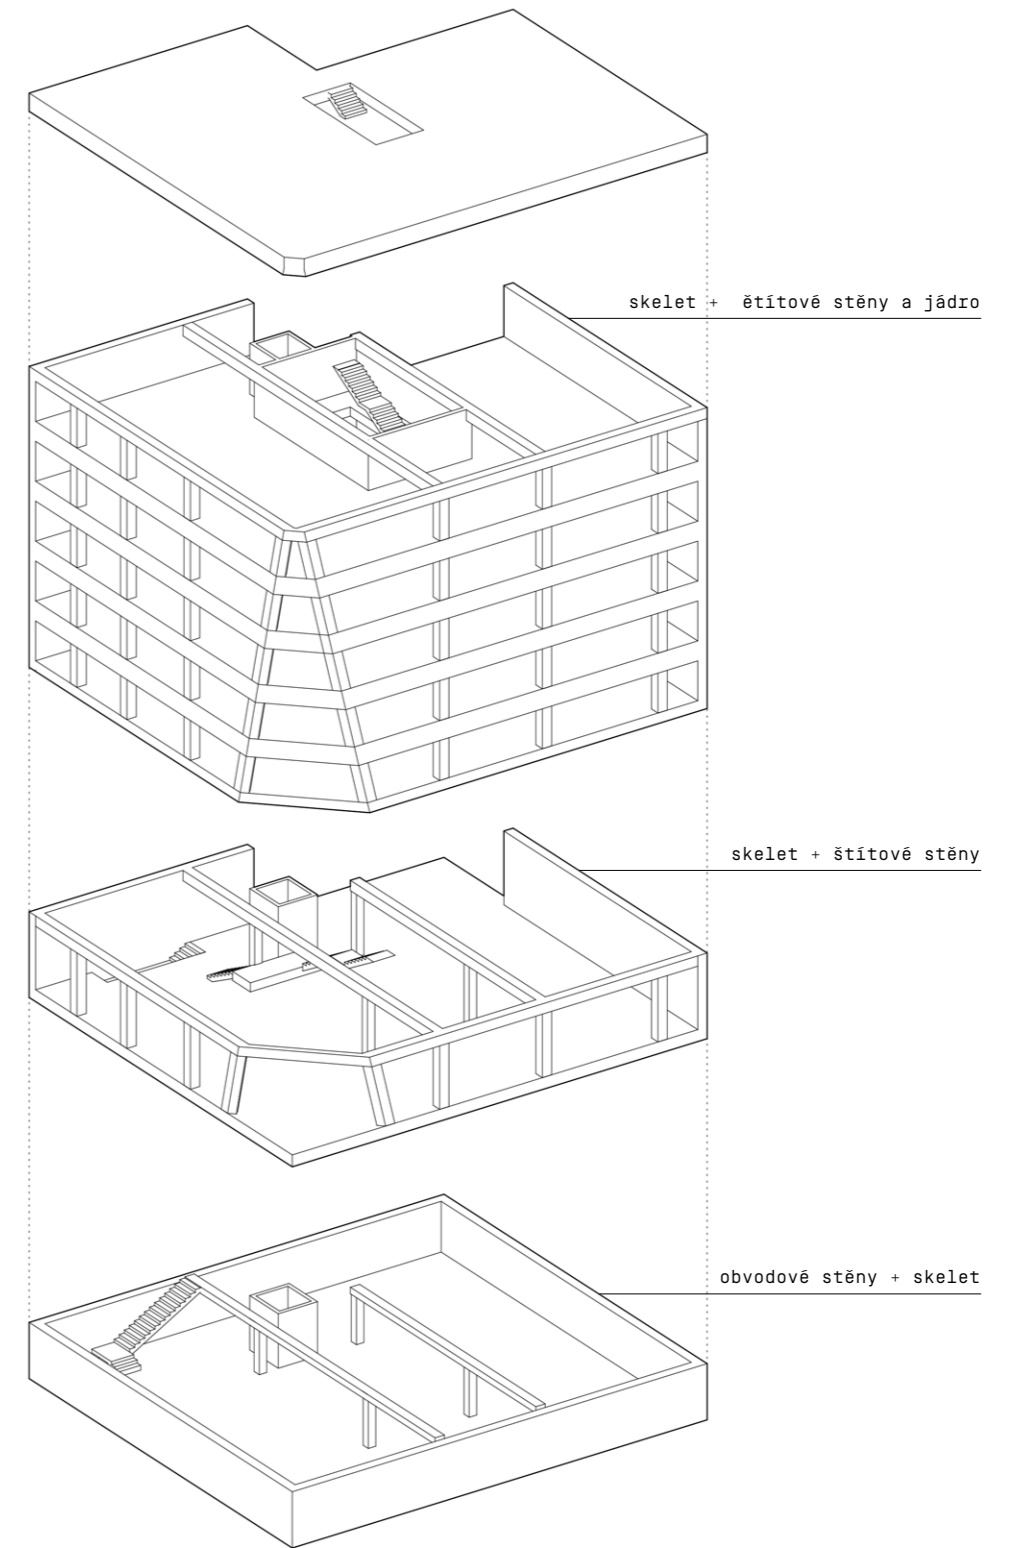 skelet + ětítové stěny a jádro
skelet + štítové stěny
obvodové stěny + skelet